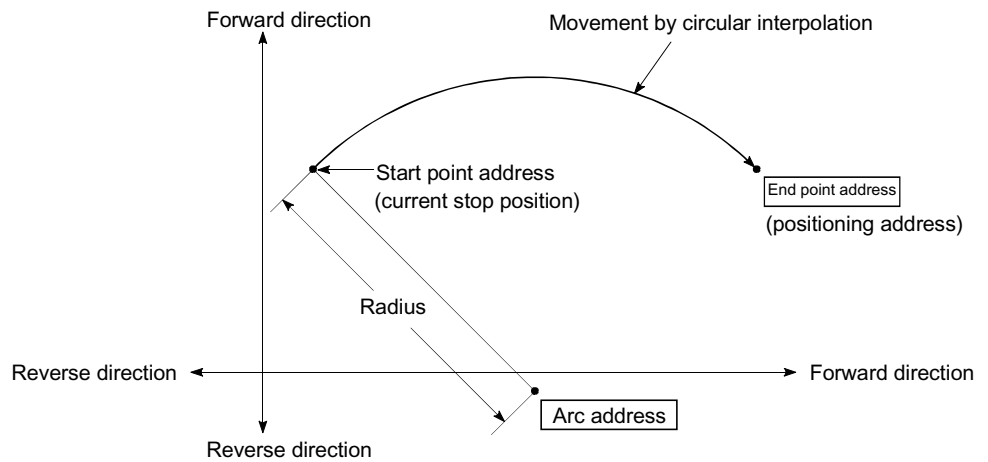 Forward direction
Movement by circular interpolation
Start point address
(current stop position)
End point address
(positioning address)
Radius
Reverse direction
Forward direction
Arc address
Reverse direction